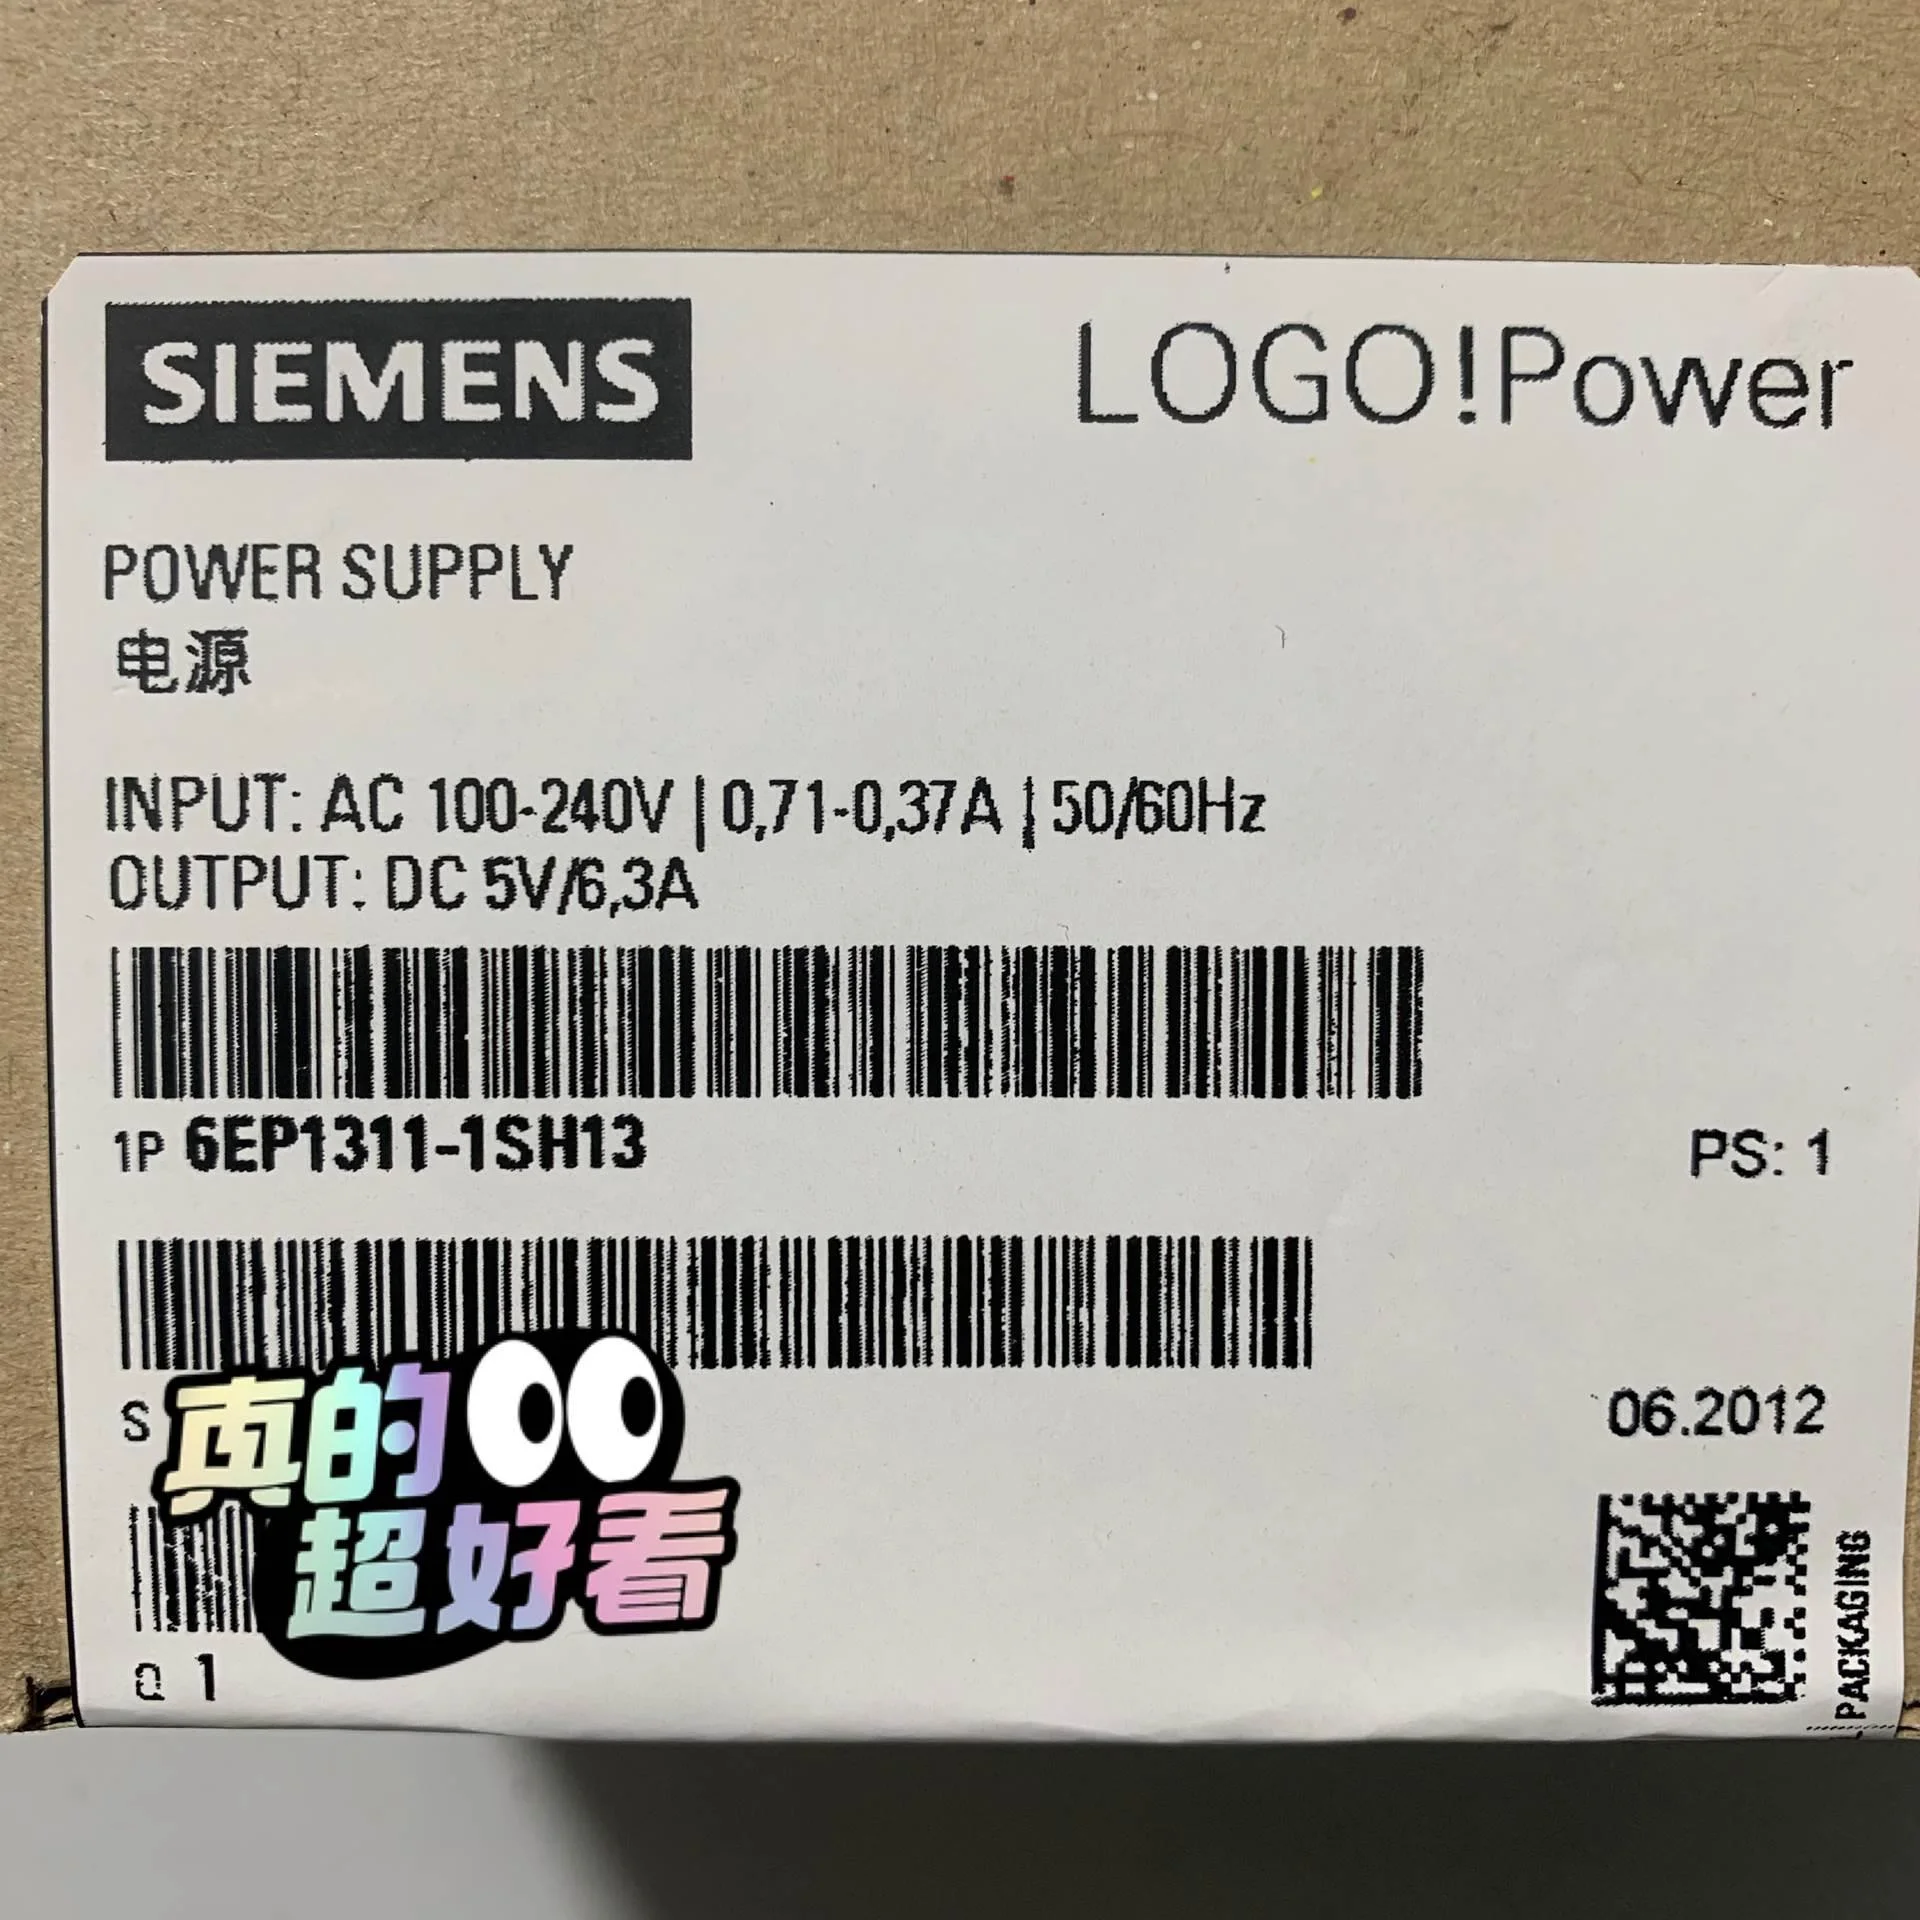 SIEMENS
LOGO!Power
POWER SUPPLY
电源
INPUT: AC 100-240V | 0,71-0,37A | 50/60Hz
OUTPUT: DC 5V/6,3A
1P 6EP1311-1SH13
PS: 1
S
06.2012
真的
超好看
Q 1
PACKAGING